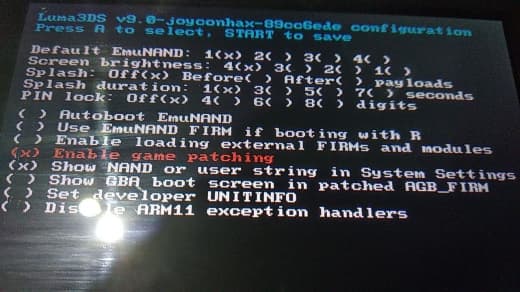 Luma3DS v9.0-joyconhax-89cc6ede configuration
Press A to select, START to save
Default EmuNAND: 1(x) 2( ) 3( ) 4( )
Screen brightness: 4(x) 3( ) 2( ) 1( )
Splash: Off(x) Before( ) After( ) payloads
Splash duration: 1(x) 3( ) 5( ) 7( ) seconds
PIN lock: Off(x) 4( ) 6( ) 8( ) digits
( ) Autoboot EmuNAND
( ) Use EmuNAND FIRM if booting with R
( ) Enable loading external FIRMs and modules
(x) Enable game patching
(x) Show NAND or user string in System Settings
( ) Show GBA boot screen in patched AGB_FIRM
( ) Set developer UNITINFO
( ) ARM11 exception handlers